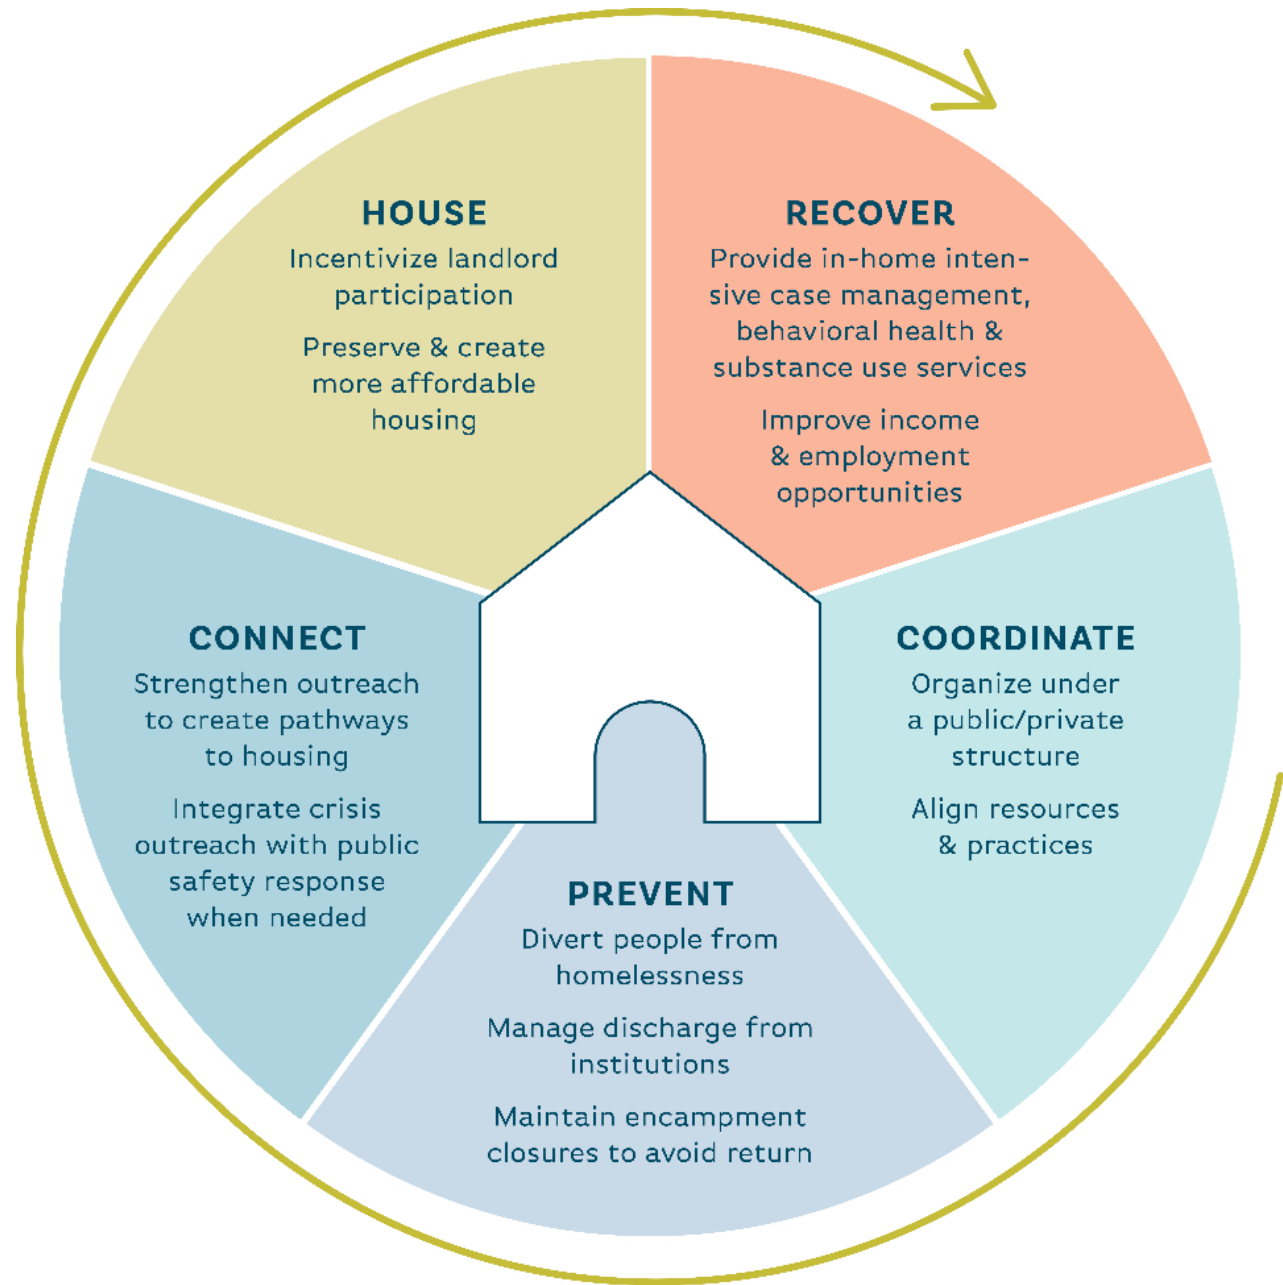 HOUSE
Incentivize landlord
participation
Preserve & create
more affordable
housing
RECOVER
Provide in-home inten-
sive case management,
behavioral health &
substance use services
Improve income
& employment
opportunities
CONNECT
Strengthen outreach
to create pathways
to housing
Integrate crisis
outreach with public
safety response
when needed
COORDINATE
Organize under
a public/private
structure
Align resources
& practices
PREVENT
Divert people from
homelessness
Manage discharge from
institutions
Maintain encampment
closures to avoid return